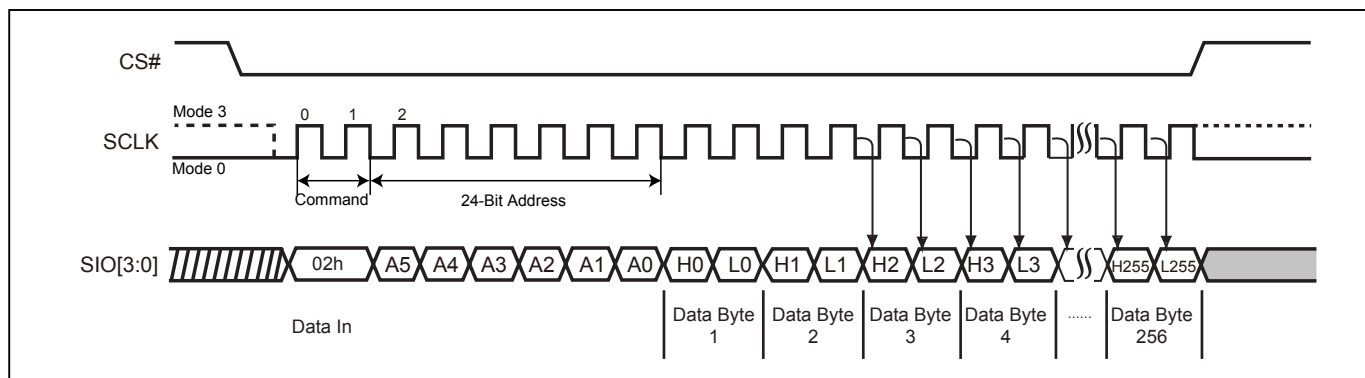 CS#
Mode 3
0 1 2
SCLK
Mode 0
Command
24-Bit Address
SIO[3:0]
02h A5 A4 A3 A2 A1 A0 H0 L0 H1 L1 H2 L2 H3 L3 H255 L255
Data In
Data Byte 1
Data Byte 2
Data Byte 3
Data Byte 4
......
Data Byte 256